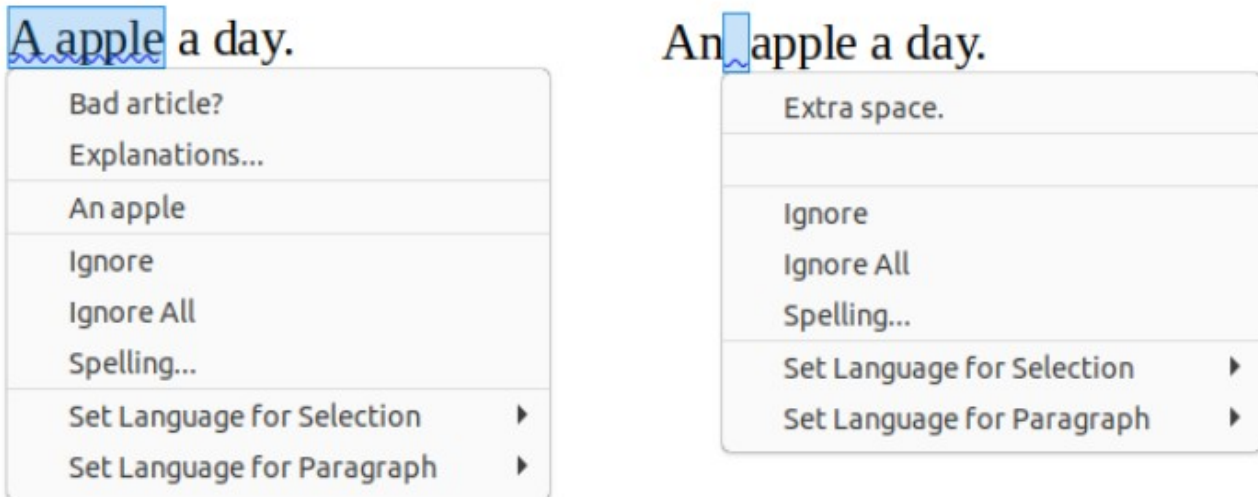 A apple a day.
Bad article?
Explanations...
An apple
Ignore
Ignore All
Spelling...
Set Language for Selection
Set Language for Paragraph
An  apple a day.
Extra space.
Ignore
Ignore All
Spelling...
Set Language for Selection
Set Language for Paragraph